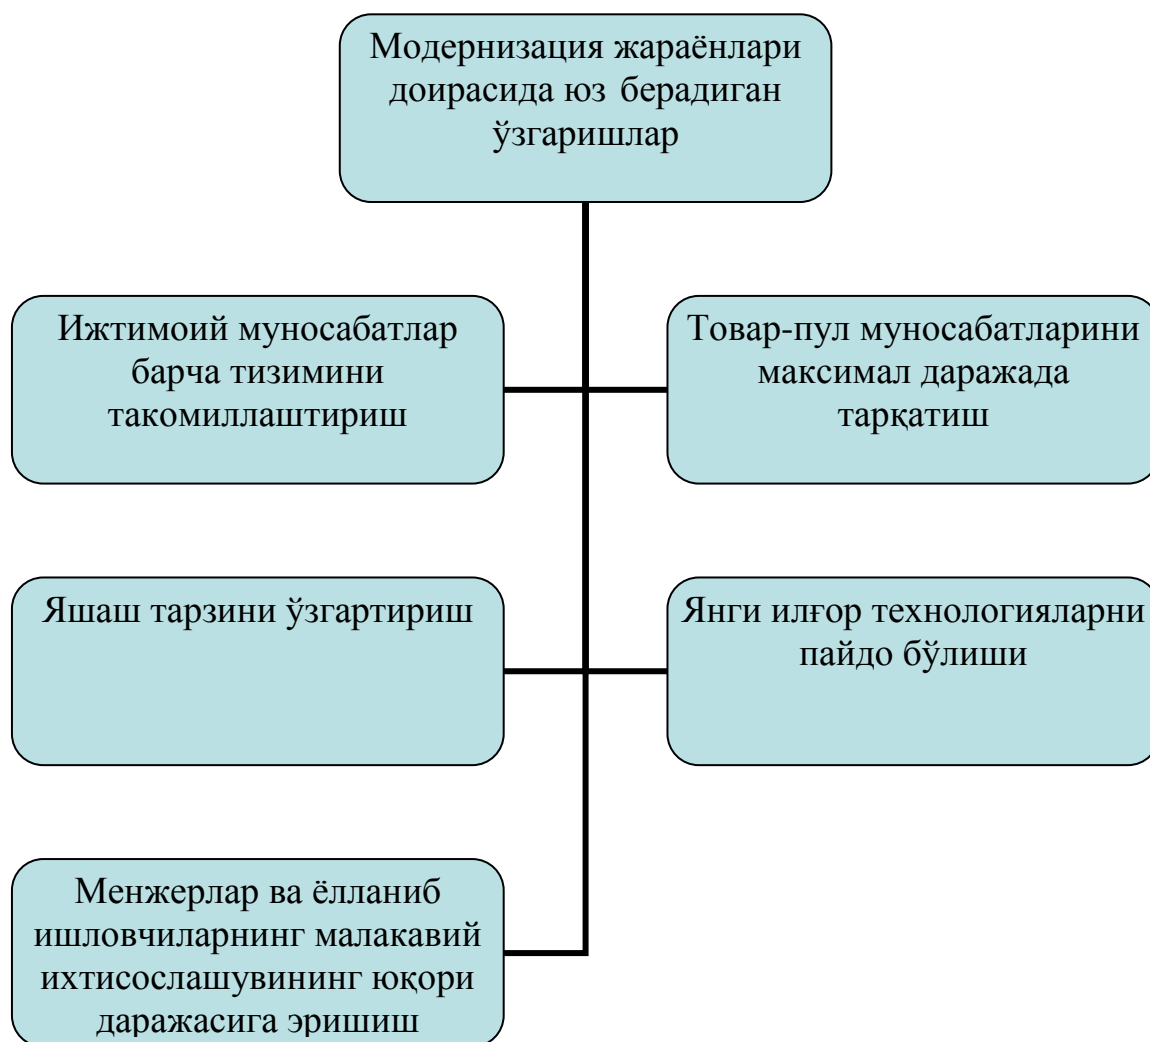 Модернизация жараёнлари
доирасида юз берадиган
ўзгаришлар
Ижтимоий муносабатлар
барча тизимини
такомиллаштириш
Товар-пул муносабатларини
максимал даражада
тарқатиш
Яшаш тарзини ўзгартириш
Янги илғор технологияларни
пайдо бўлиши
Менжерлар ва ёлланиб
ишловчиларнинг малакавий
ихтисослашувининг юқори
даражасига эришиш